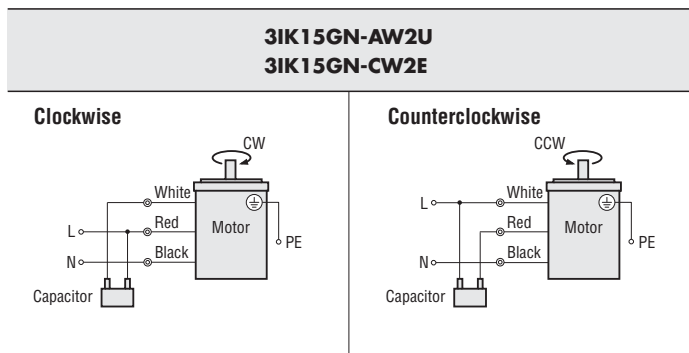 3IK15GN-AW2U
3IK15GN-CW2E
Clockwise
CW
White
L
Red
Motor
PE
N
Black
Capacitor
Counterclockwise
CCW
L
White
Red
Motor
PE
N
Black
Capacitor